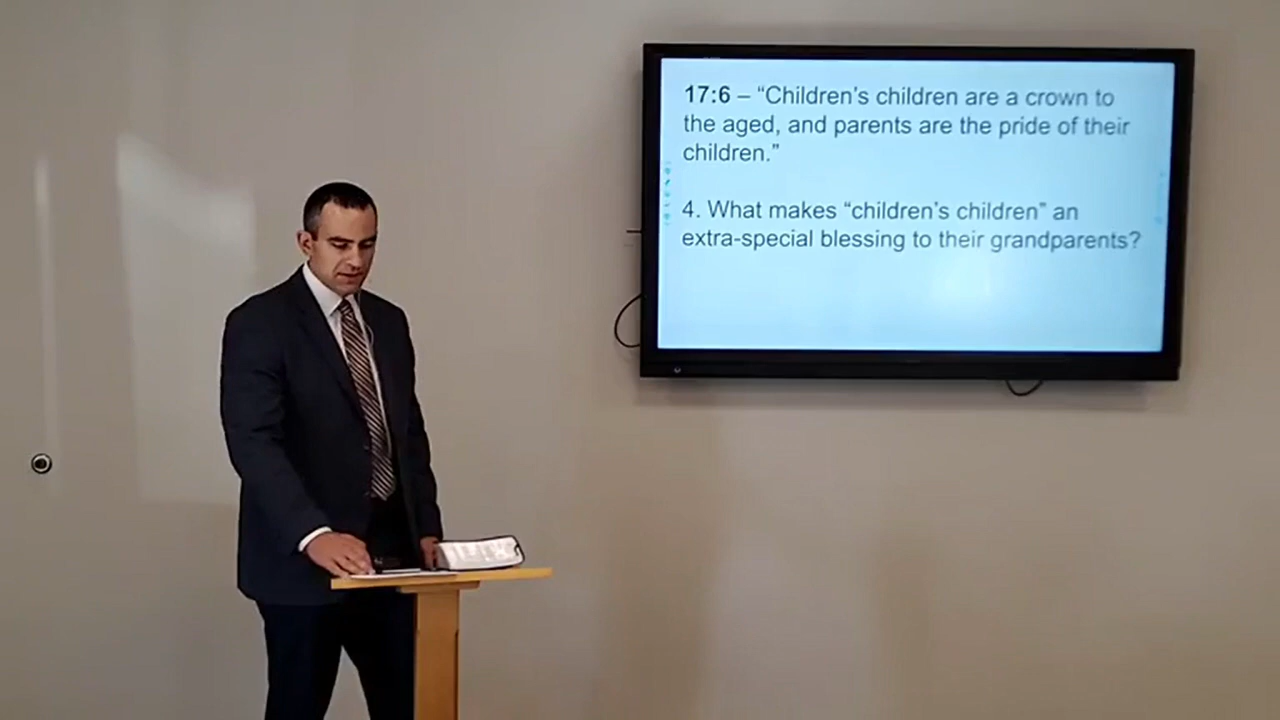 17:6 – “Children’s children are a crown to
the aged, and parents are the pride of their
children.”
4. What makes “children’s children” an
extra-special blessing to their grandparents?